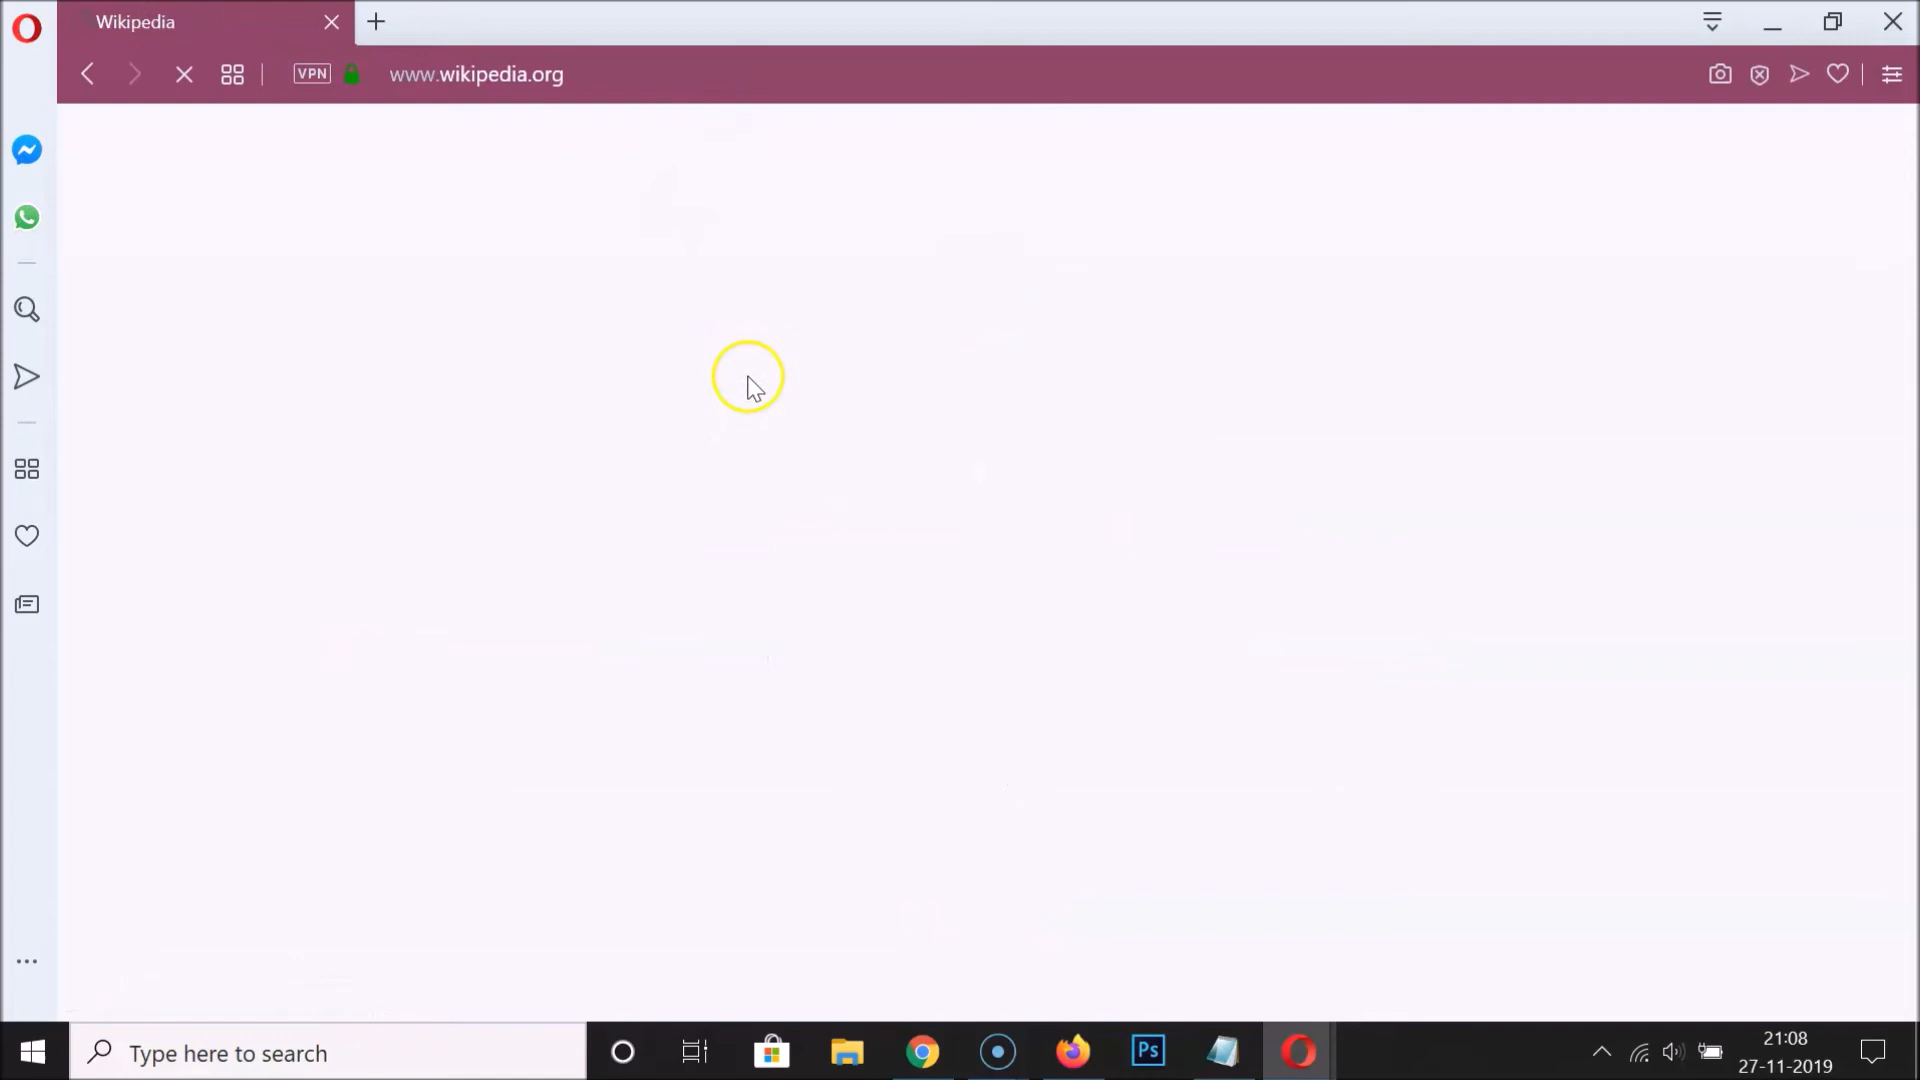 Wikipedia
VPN
www.wikipedia.org
Type here to search
Ps
21:08
27-11-2019